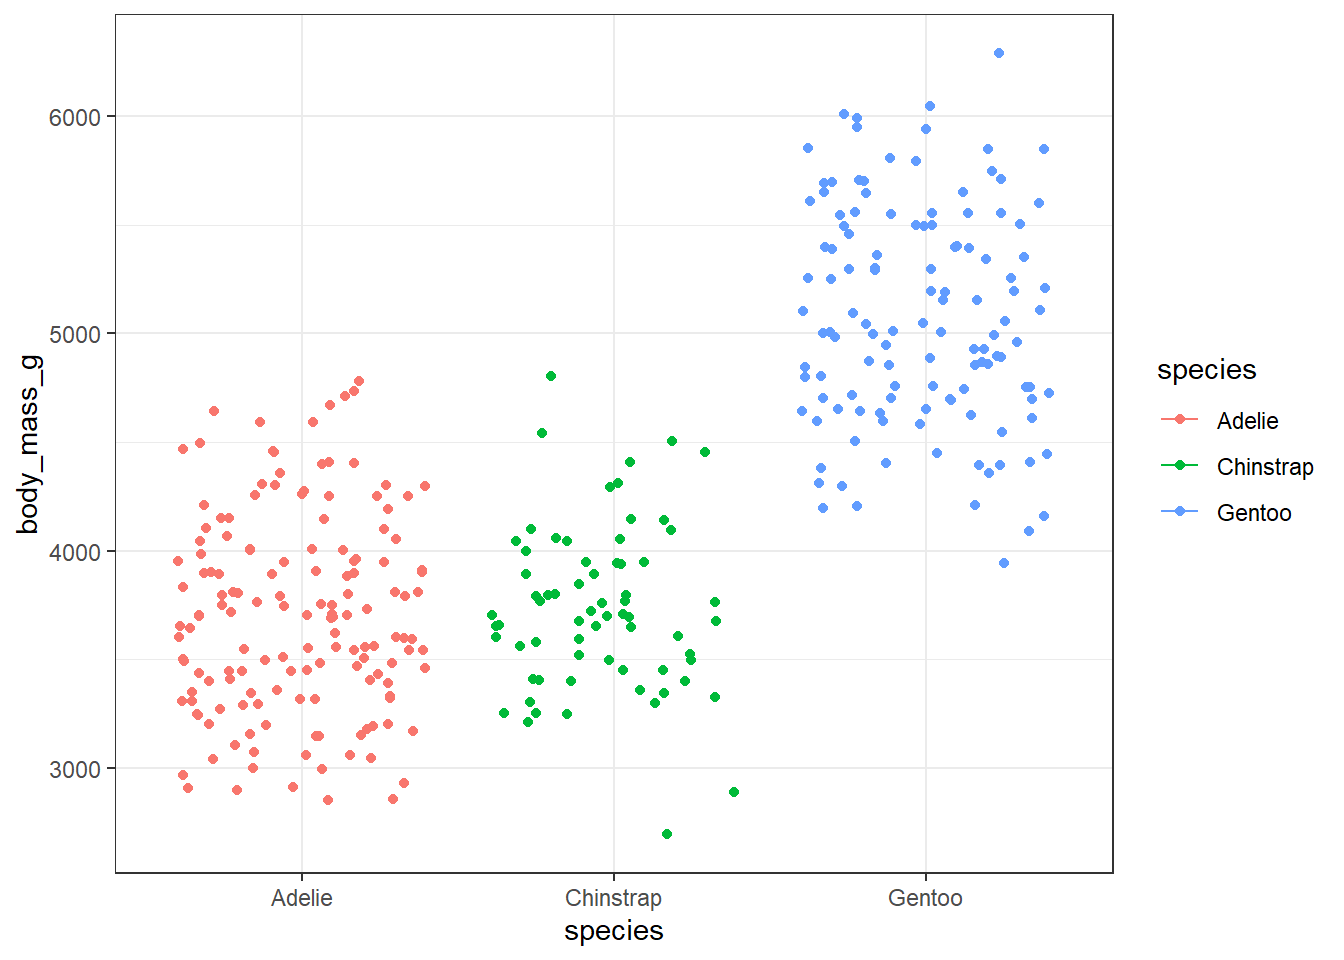 body_mass_g
6000
5000
4000
3000
Adelie
Chinstrap
Gentoo
species
species
Adelie
Chinstrap
Gentoo